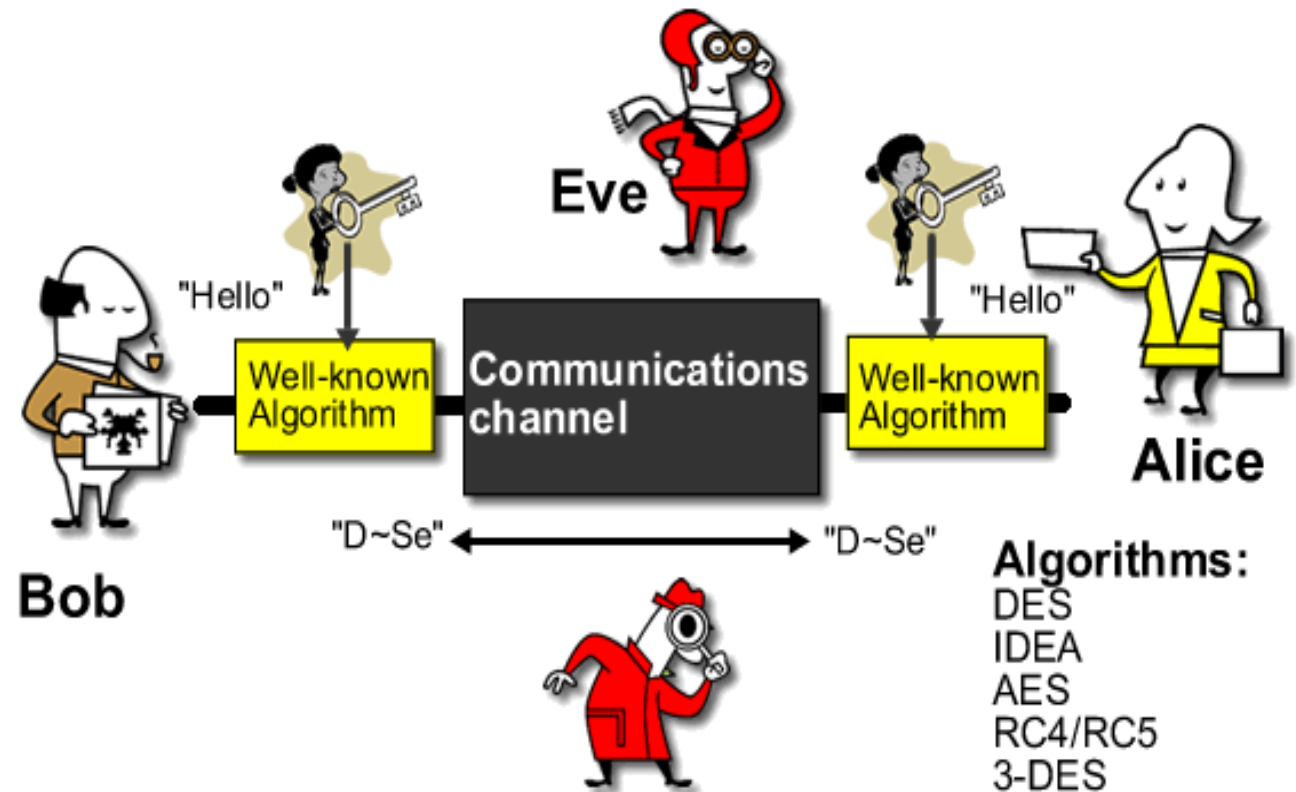 Eve
"Hello"
"Hello"
Well-known
Algorithm
Communications
channel
Well-known
Algorithm
Alice
"D~Se"
"D~Se"
Bob
Algorithms:
DES
IDEA
AES
RC4/RC5
3-DES